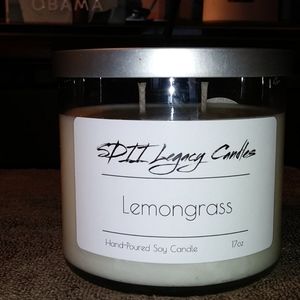 OBAMA
SPII Legacy Candles
Lemongrass
Hand-Poured Soy Candle 17oz